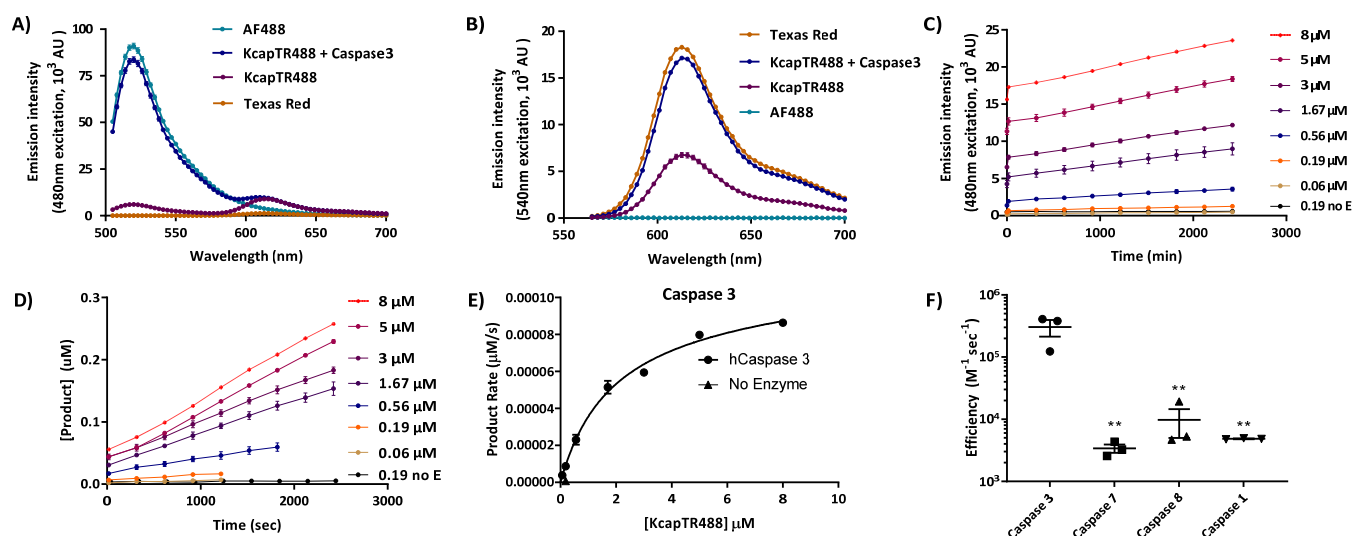 A)
Emission intensity
(480nm excitation, 10³ AU)
100
75
50
25
0
500
550
600
650
700
Wavelength (nm)
AF488
KcapTR488 + Caspase3
KcapTR488
Texas Red
B)
Emission intensity
(540nm excitation, 10³ AU)
20
15
10
5
0
550
600
650
700
Wavelength (nm)
Texas Red
KcapTR488 + Caspase3
KcapTR488
AF488
C)
Emission intensity
(480nm excitation, 10³ AU)
25
20
15
10
5
0
0
1000
2000
3000
Time (min)
8 µM
5 µM
3 µM
1.67 µM
0.56 µM
0.19 µM
0.06 µM
0.19 no E
D)
[Product] (uM)
0.3
0.2
0.1
0.0
0
1000
2000
3000
Time (sec)
8 µM
5 µM
3 µM
1.67 µM
0.56 µM
0.19 µM
0.06 µM
0.19 no E
E)
Caspase 3
Product Rate (µM/s)
0.00010
0.00008
0.00006
0.00004
0.00002
0.00000
0
2
4
6
8
10
[KcapTR488] µM
hCaspase 3
No Enzyme
F)
Efficiency (M⁻¹ sec⁻¹)
10⁶
10⁵
10⁴
10³
**
**
**
Caspase 3
Caspase 7
Caspase 8
Caspase 1